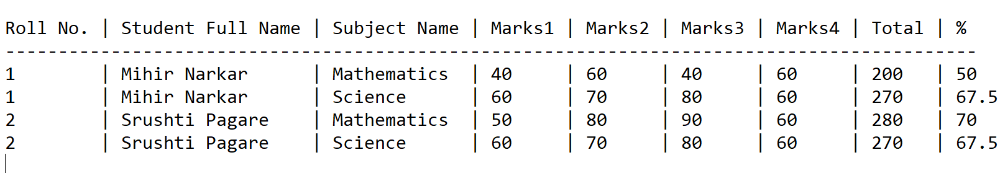 Roll No. | Student Full Name | Subject Name | Marks1 | Marks2 | Marks3 | Marks4 | Total | %
--------------------------------------------------------------------------------------------
1        | Mihir Narkar      | Mathematics  | 40     | 60     | 40     | 60     | 200   | 50
1        | Mihir Narkar      | Science      | 60     | 70     | 80     | 60     | 270   | 67.5
2        | Srushti Pagare    | Mathematics  | 50     | 80     | 90     | 60     | 280   | 70
2        | Srushti Pagare    | Science      | 60     | 70     | 80     | 60     | 270   | 67.5